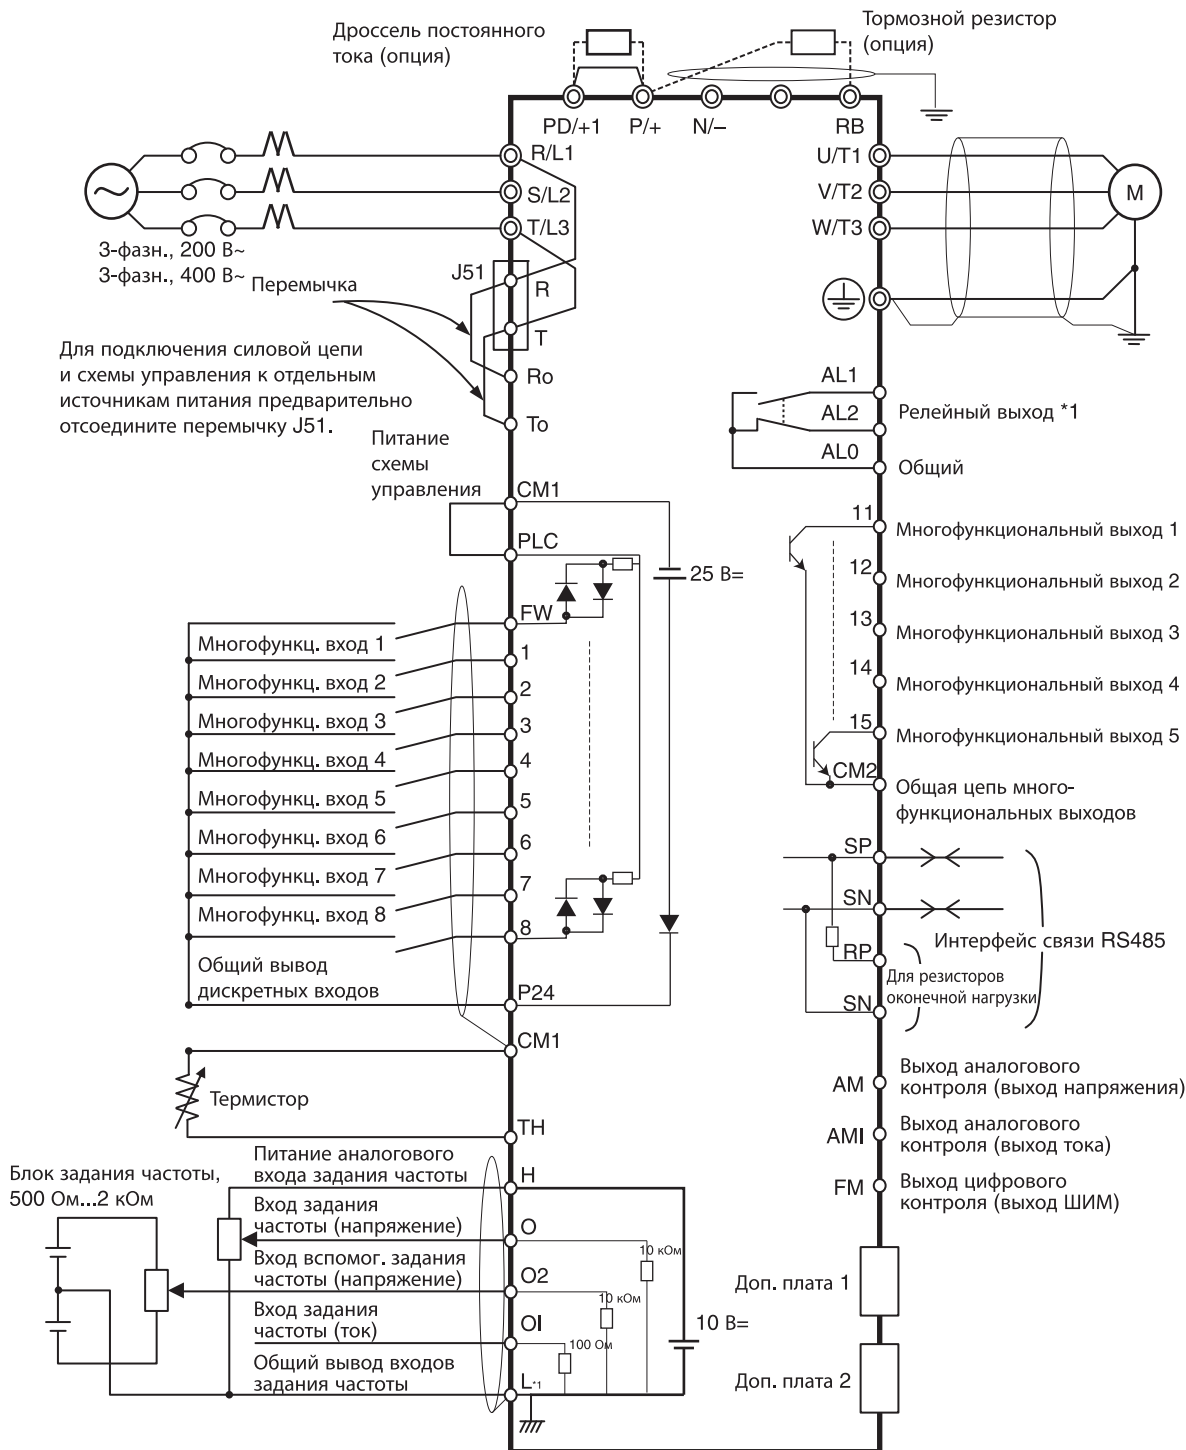 Дроссель постоянного
тока (опция)
Тормозной резистор
(опция)
PD/+1
P/+
N/–
RB
R/L1
S/L2
T/L3
U/T1
V/T2
W/T3
M
3-фазн., 200 В~
3-фазн., 400 В~
Перемычка
J51
R
T
Ro
To
Для подключения силовой цепи
и схемы управления к отдельным
источникам питания предварительно
отсоедините перемычку J51.
Питание
схемы
управления
AL1
AL2
AL0
Релейный выход *1
Общий
CM1
PLC
25 В=
FW
1
2
3
4
5
6
7
8
P24
CM1
TH
Многофункц. вход 1
Многофункц. вход 2
Многофункц. вход 3
Многофункц. вход 4
Многофункц. вход 5
Многофункц. вход 6
Многофункц. вход 7
Многофункц. вход 8
Общий вывод
дискретных входов
Термистор
11
Многофункциональный выход 1
12
Многофункциональный выход 2
13
Многофункциональный выход 3
14
Многофункциональный выход 4
15
Многофункциональный выход 5
CM2
Общая цепь много-
функциональных выходов
SP
SN
RP
SN
Интерфейс связи RS485
Для резисторов
оконечной нагрузки
AM
Выход аналогового
контроля (выход напряжения)
AMI
Выход аналогового
контроля (выход тока)
FM
Выход цифрового
контроля (выход ШИМ)
Блок задания частоты,
500 Ом...2 кОм
Питание аналогового
входа задания частоты
H
Вход задания
частоты (напряжение)
O
Вход вспомог. задания
частоты (напряжение)
O2
Вход задания
частоты (ток)
OI
Общий вывод входов
задания частоты
L*1
10 кОм
10 кОм
100 Ом
10 В=
Доп. плата 1
Доп. плата 2